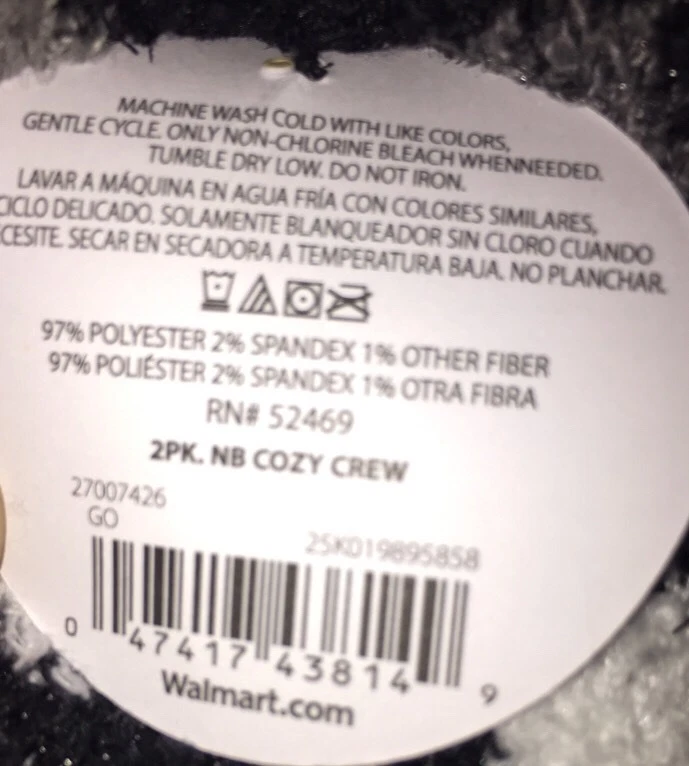 MACHINE WASH COLD WITH LIKE COLORS,
GENTLE CYCLE. ONLY NON-CHLORINE BLEACH WHENNEEDED.
TUMBLE DRY LOW. DO NOT IRON.
LAVAR A MÁQUINA EN AGUA FRÍA CON COLORES SIMILARES,
CICLO DELICADO. SOLAMENTE BLANQUEADOR SIN CLORO CUANDO
CESITE. SECAR EN SECADORA A TEMPERATURA BAJA. NO PLANCHAR.
97% POLYESTER 2% SPANDEX 1% OTHER FIBER
97% POLIÉSTER 2% SPANDEX 1% OTRA FIBRA
RN# 52469
2PK. NB COZY CREW
27007426
GO
25K019895858
0 47417 43814 9
Walmart.com